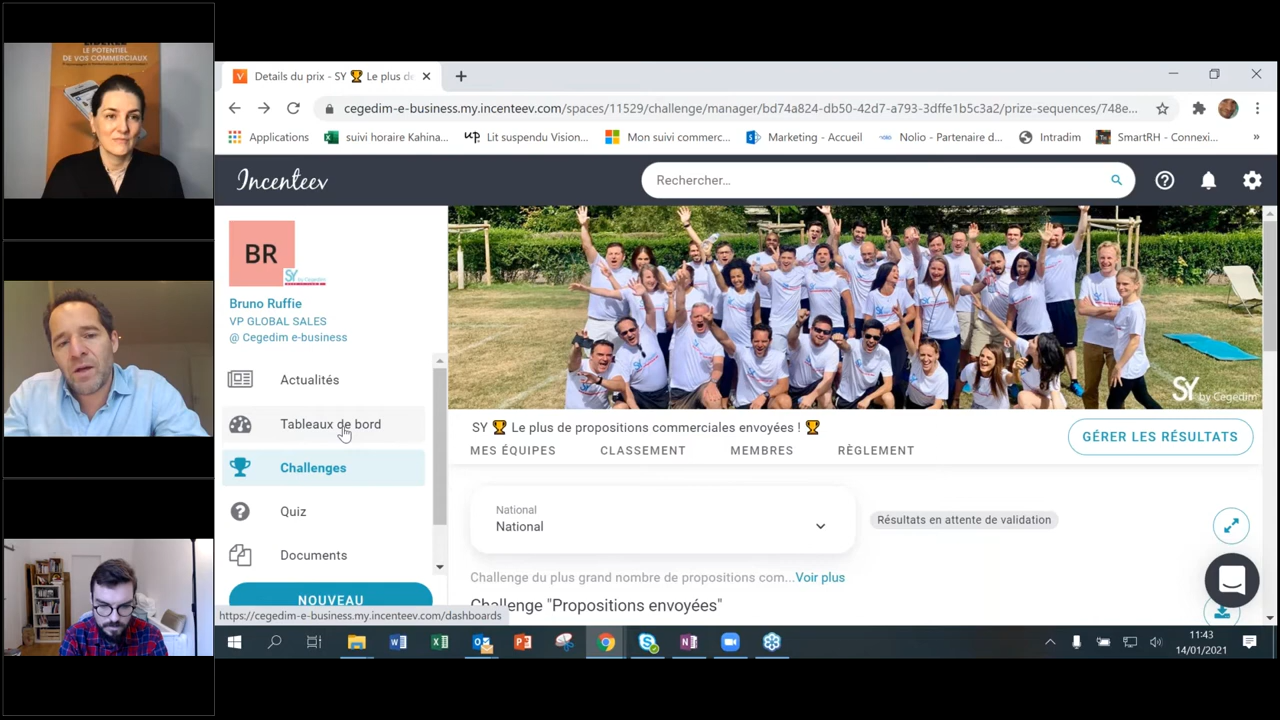 LE POTENTIEL
DE VOS COMMERCIAUX
Details du prix - SY 🏆 Le plus de
cegedim-e-business.my.incenteev.com/spaces/11529/challenge/manager/bd74a824-db50-42d7-a793-3dffe1b5c3a2/prize-sequences/748e...
Applications
suivi horaire Kahina...
Lit suspendu Vision...
Mon suivi commerc...
Marketing - Accueil
Nolio - Partenaire d...
Intradim
SmartRH - Connexi...
»
Incenteev
Rechercher...
BR
SY
by Cegedim
Bruno Ruffie
VP GLOBAL SALES
@ Cegedim e-business
Actualités
Tableaux de bord
Challenges
Quiz
Documents
NOUVEAU
https://cegedim-e-business.my.incenteev.com/dashboards
SY by Cegedim
SY 🏆 Le plus de propositions commerciales envoyées ! 🏆
GÉRER LES RÉSULTATS
MES ÉQUIPES
CLASSEMENT
MEMBRES
RÈGLEMENT
National
National
Résultats en attente de validation
Challenge du plus grand nombre de propositions com...Voir plus
Challenge "Propositions envoyées"
11:43
14/01/2021